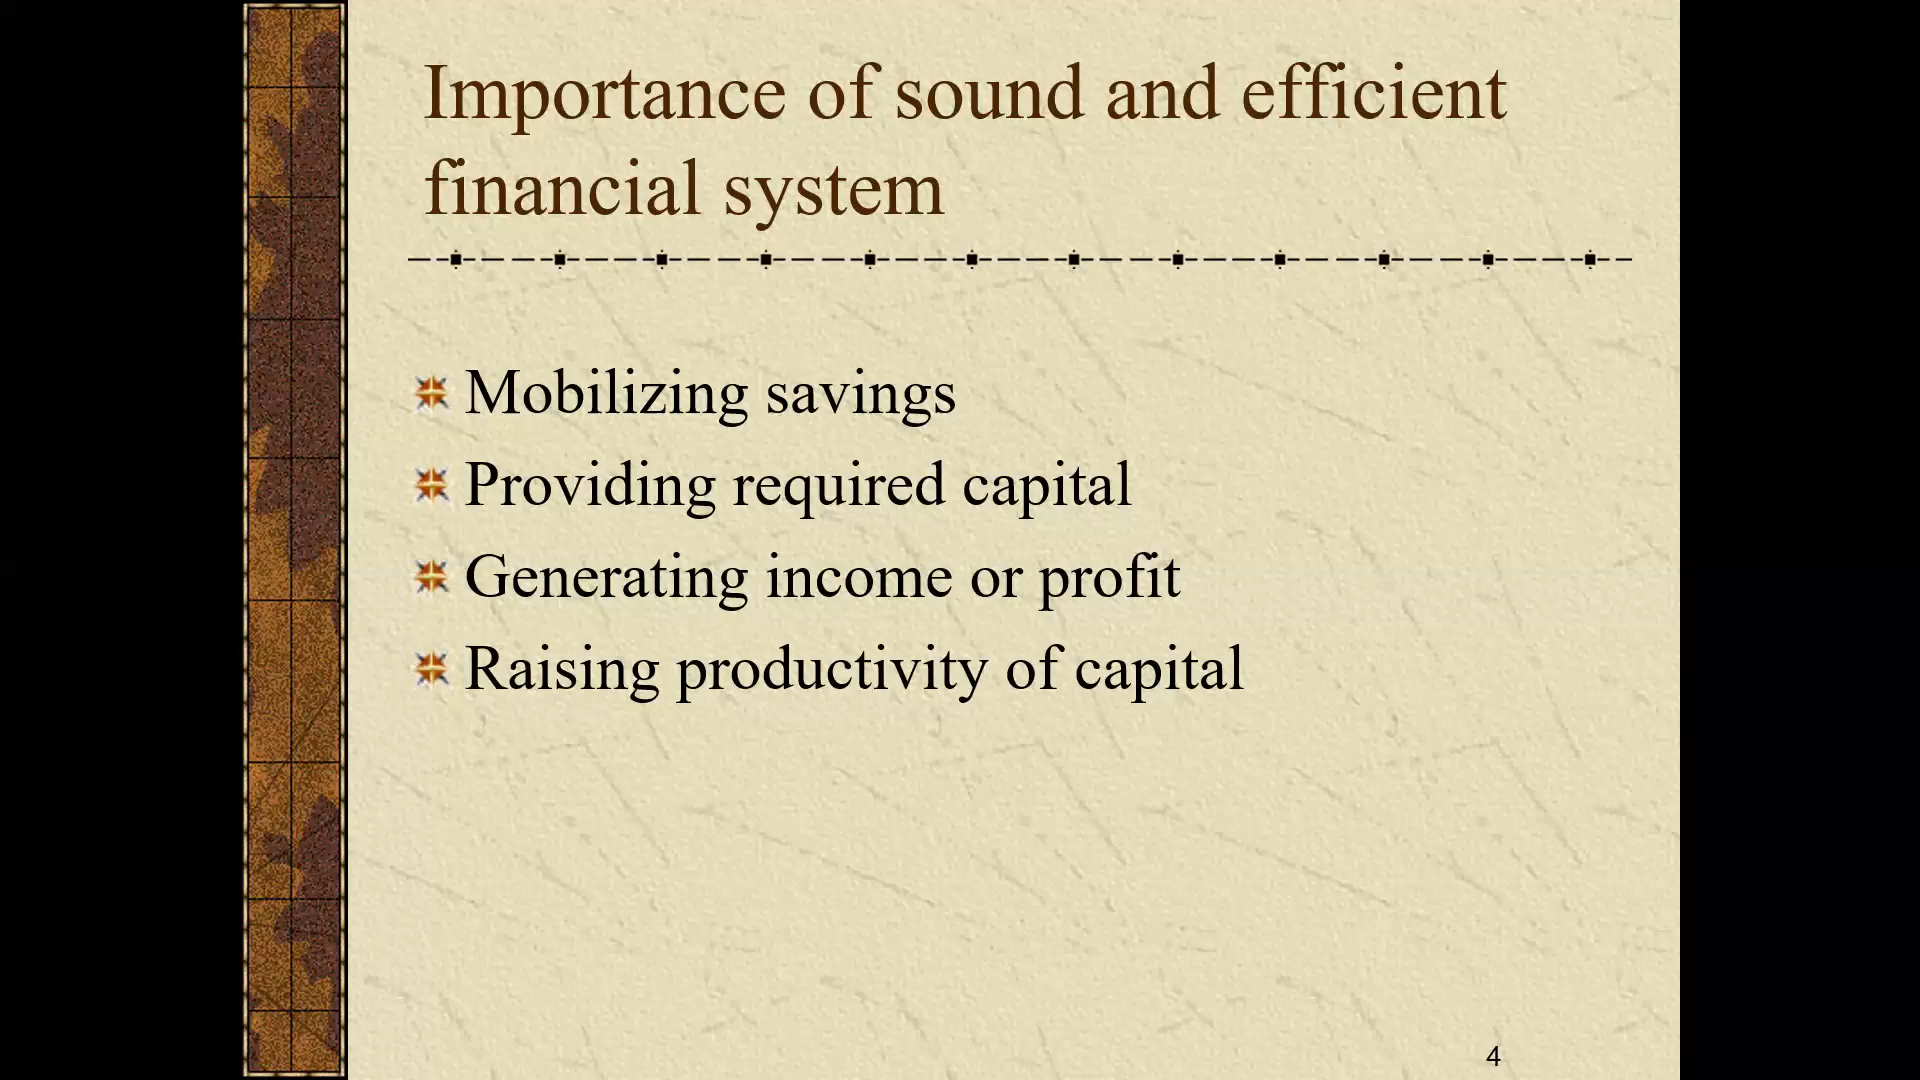 Importance of sound and efficient
financial system
Mobilizing savings
Providing required capital
Generating income or profit
Raising productivity of capital
4